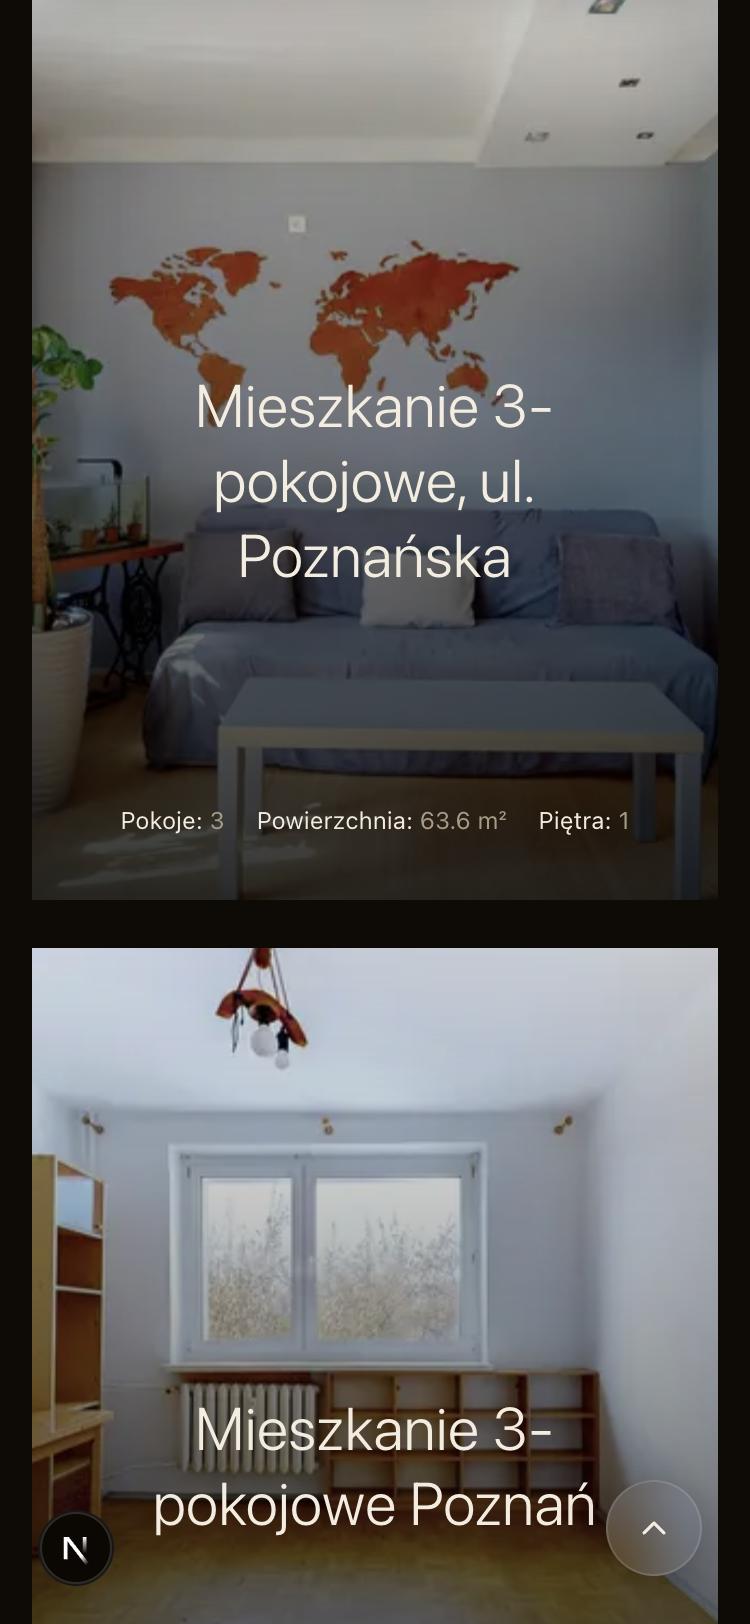 Mieszkanie 3-
pokojowe, ul.
Poznańska
Pokoje: 3 Powierzchnia: 63.6 m² Piętra: 1
Mieszkanie 3-
pokojowe Poznań
N